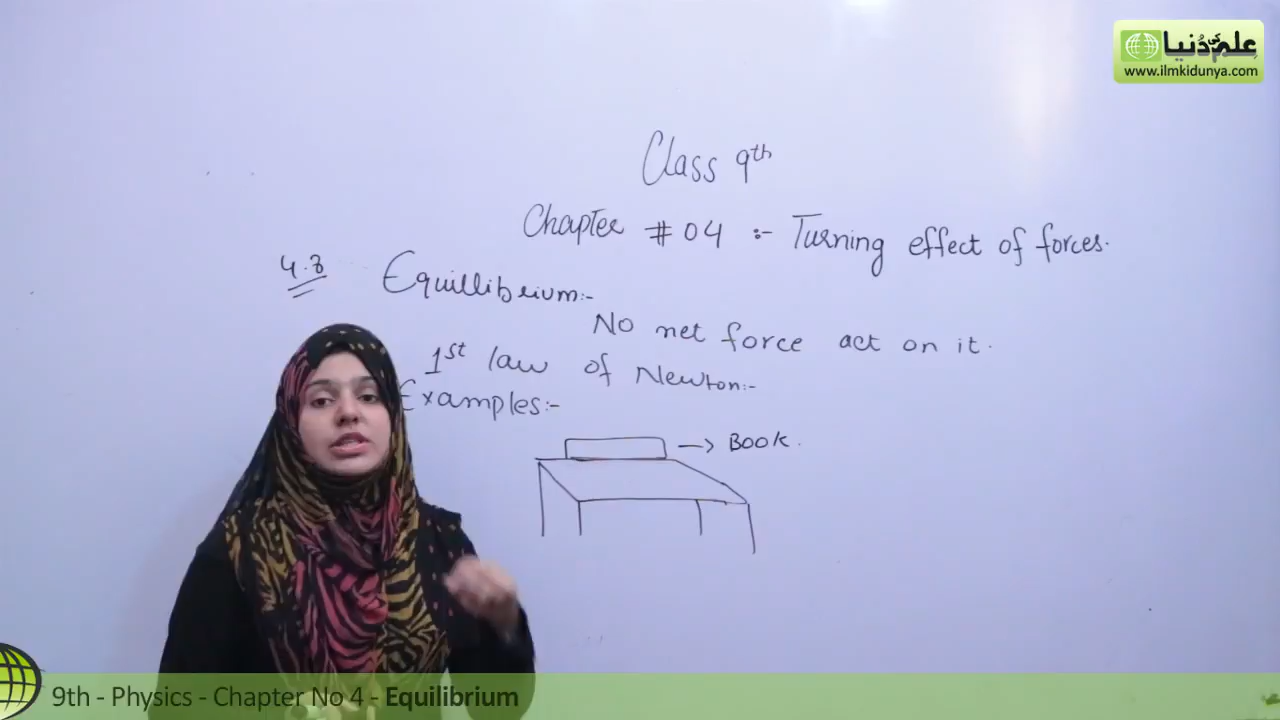 علم کی دُنیا
www.ilmkidunya.com
Class 9th
Chapter # 04 :- Turning effect of forces.
4.8 Equillibrium:-
No net force act on it.
1st law of Newton:-
Examples:-
→ BOOK.
9th - Physics - Chapter No 4 - Equilibrium